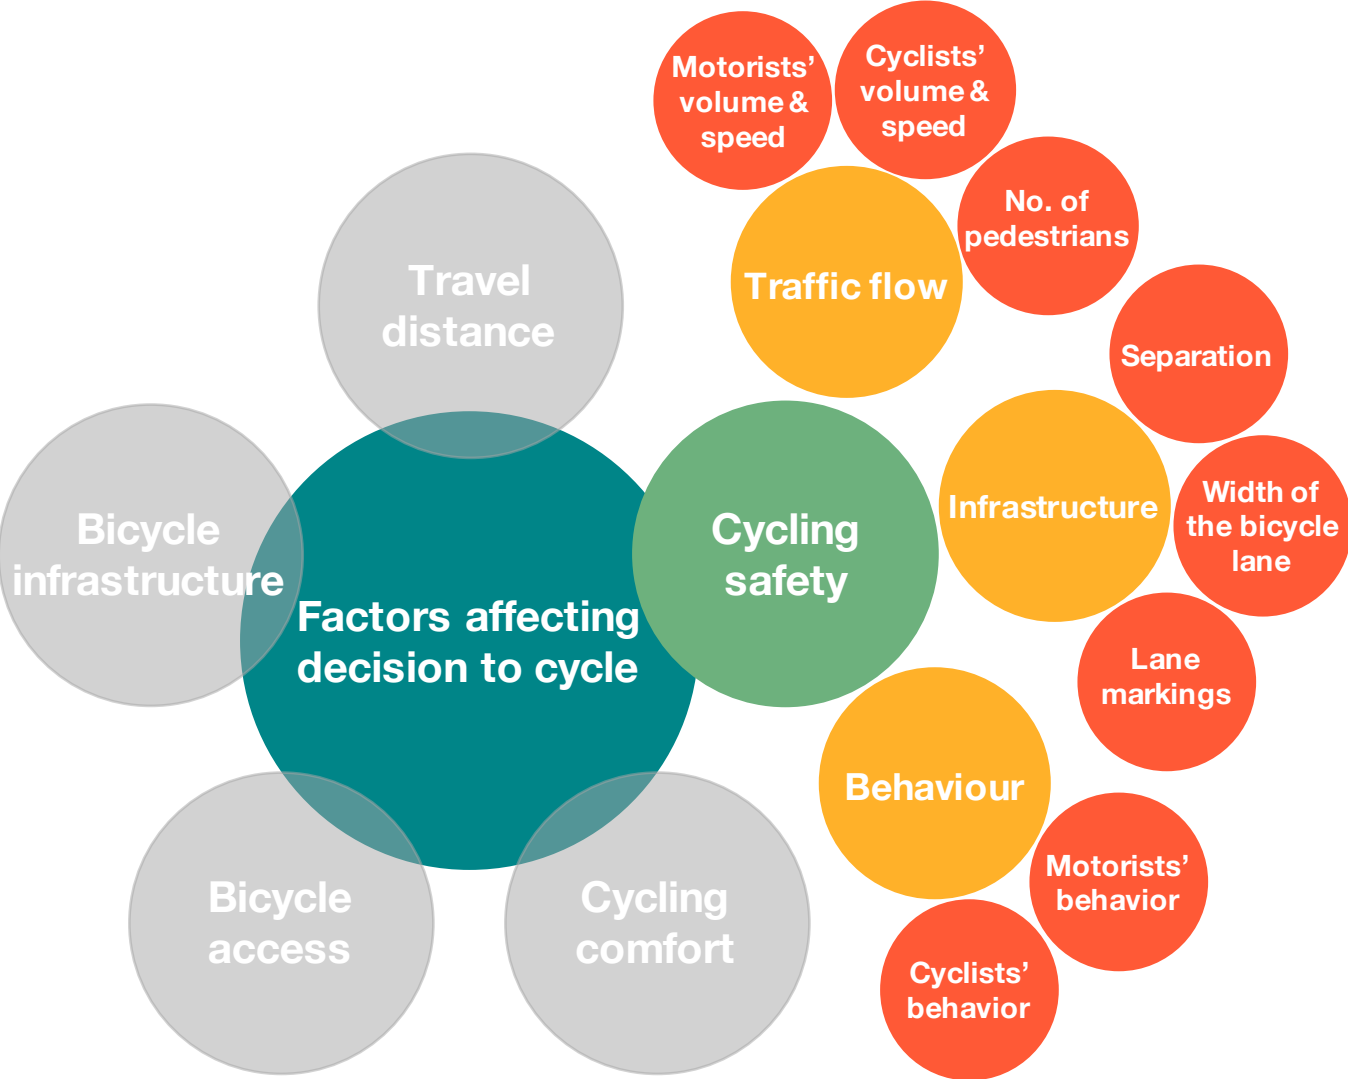 Motorists’
volume &
speed
Cyclists’
volume &
speed
No. of
pedestrians
Traffic flow
Travel
distance
Separation
Infrastructure
Width of
the bicycle
lane
Bicycle
infrastructure
Cycling
safety
Factors affecting
decision to cycle
Lane
markings
Behaviour
Motorists’
behavior
Bicycle
access
Cycling
comfort
Cyclists’
behavior